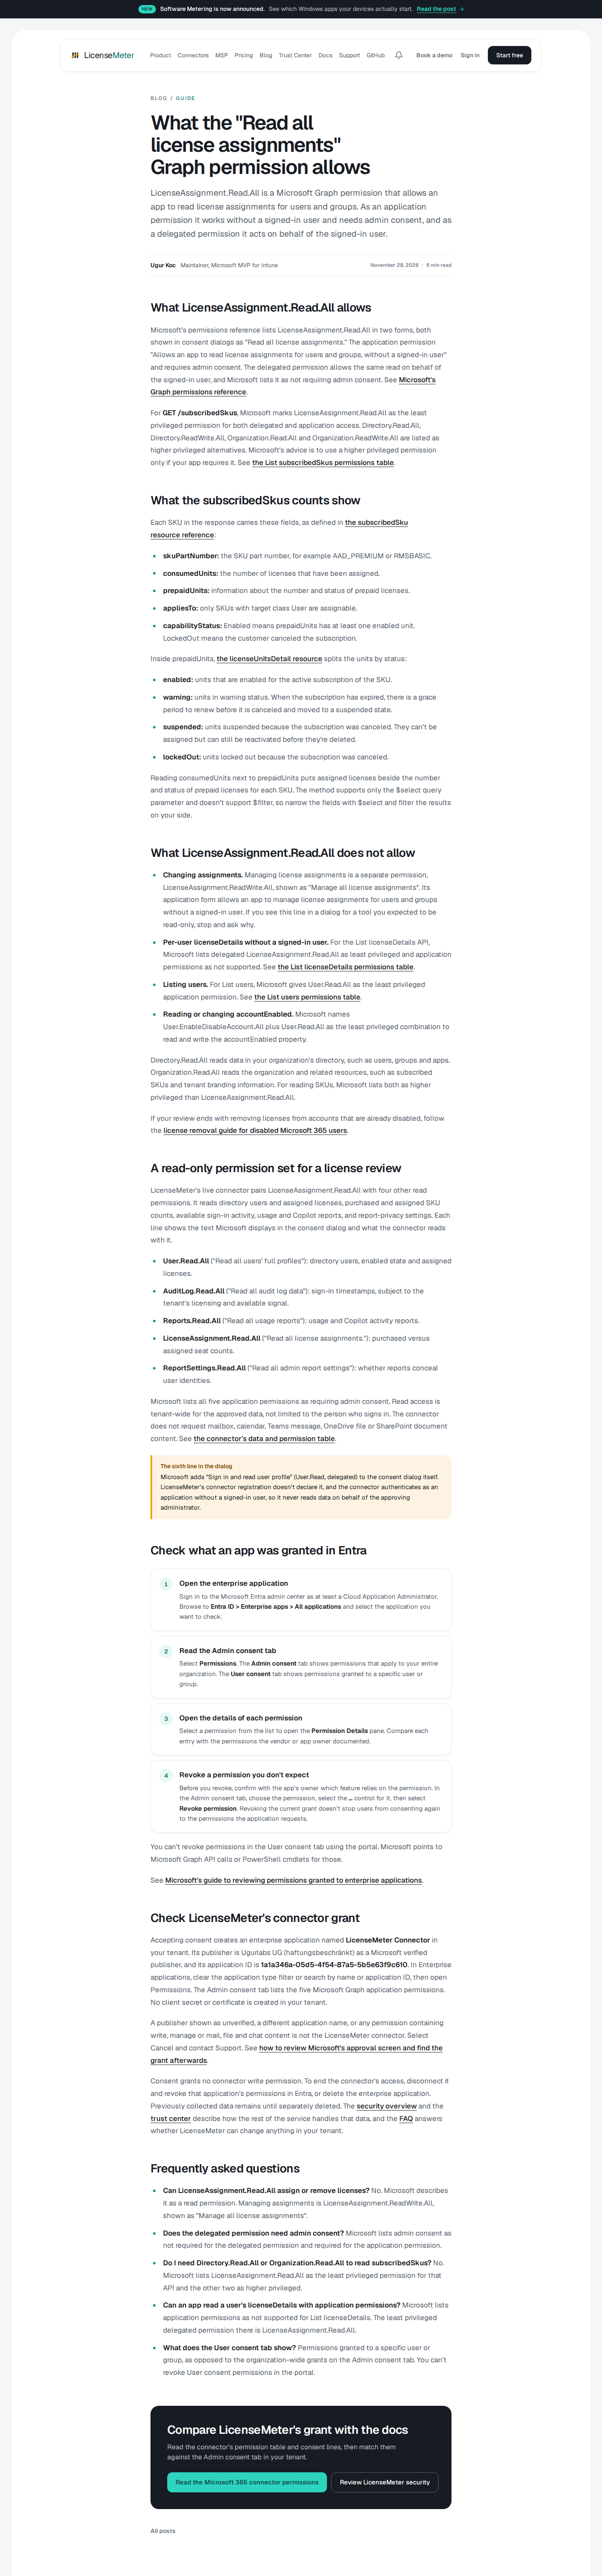 NEW Software Metering is now announced. See which Windows apps your devices actually start. Read the post →
LicenseMeter Product Connectors MSP Pricing Blog Trust Center Docs Support GitHub Book a demo Sign in Start free
BLOG / GUIDE
What the "Read all
license assignments"
Graph permission allows
LicenseAssignment.Read.All is a Microsoft Graph permission that allows an
app to read license assignments for users and groups. As an application
permission it works without a signed-in user and needs admin consent, and as
a delegated permission it acts on behalf of the signed-in user.
Ugur Koc Maintainer, Microsoft MVP for Intune November 28, 2026 · 6 min read
What LicenseAssignment.Read.All allows
Microsoft's permissions reference lists LicenseAssignment.Read.All in two forms, both
shown in consent dialogs as "Read all license assignments." The application permission
"Allows an app to read license assignments for users and groups, without a signed-in user"
and requires admin consent. The delegated permission allows the same read on behalf of
the signed-in user, and Microsoft lists it as not requiring admin consent. See Microsoft's
Graph permissions reference.
For GET /subscribedSkus, Microsoft marks LicenseAssignment.Read.All as the least
privileged permission for both delegated and application access. Directory.Read.All,
Directory.ReadWrite.All, Organization.Read.All and Organization.ReadWrite.All are listed as
higher privileged alternatives. Microsoft's advice is to use a higher privileged permission
only if your app requires it. See the List subscribedSkus permissions table.
What the subscribedSkus counts show
Each SKU in the response carries these fields, as defined in the subscribedSku
resource reference:
skuPartNumber: the SKU part number, for example AAD_PREMIUM or RMSBASIC.
consumedUnits: the number of licenses that have been assigned.
prepaidUnits: information about the number and status of prepaid licenses.
appliesTo: only SKUs with target class User are assignable.
capabilityStatus: Enabled means prepaidUnits has at least one enabled unit.
LockedOut means the customer canceled the subscription.
Inside prepaidUnits, the licenseUnitsDetail resource splits the units by status:
enabled: units that are enabled for the active subscription of the SKU.
warning: units in warning status. When the subscription has expired, there is a grace
period to renew before it is canceled and moved to a suspended state.
suspended: units suspended because the subscription was canceled. They can't be
assigned but can still be reactivated before they're deleted.
lockedOut: units locked out because the subscription was canceled.
Reading consumedUnits next to prepaidUnits puts assigned licenses beside the number
and status of prepaid licenses for each SKU. The method supports only the $select query
parameter and doesn't support $filter, so narrow the fields with $select and filter the results
on your side.
What LicenseAssignment.Read.All does not allow
Changing assignments. Managing license assignments is a separate permission,
LicenseAssignment.ReadWrite.All, shown as "Manage all license assignments". Its
application form allows an app to manage license assignments for users and groups
without a signed-in user. If you see this line in a dialog for a tool you expected to be
read-only, stop and ask why.
Per-user licenseDetails without a signed-in user. For the List licenseDetails API,
Microsoft lists delegated LicenseAssignment.Read.All as least privileged and application
permissions as not supported. See the List licenseDetails permissions table.
Listing users. For List users, Microsoft gives User.Read.All as the least privileged
application permission. See the List users permissions table.
Reading or changing accountEnabled. Microsoft names
User.EnableDisableAccount.All plus User.Read.All as the least privileged combination to
read and write the accountEnabled property.
Directory.Read.All reads data in your organization's directory, such as users, groups and apps.
Organization.Read.All reads the organization and related resources, such as subscribed
SKUs and tenant branding information. For reading SKUs, Microsoft lists both as higher
privileged than LicenseAssignment.Read.All.
If your review ends with removing licenses from accounts that are already disabled, follow
the license removal guide for disabled Microsoft 365 users.
A read-only permission set for a license review
LicenseMeter's live connector pairs LicenseAssignment.Read.All with four other read
permissions. It reads directory users and assigned licenses, purchased and assigned SKU
counts, available sign-in activity, usage and Copilot reports, and report-privacy settings. Each
line shows the text Microsoft displays in the consent dialog and what the connector reads
with it.
User.Read.All ("Read all users' full profiles"): directory users, enabled state and assigned
licenses.
AuditLog.Read.All ("Read all audit log data"): sign-in timestamps, subject to the
tenant's licensing and available signal.
Reports.Read.All ("Read all usage reports"): usage and Copilot activity reports.
LicenseAssignment.Read.All ("Read all license assignments."): purchased versus
assigned seat counts.
ReportSettings.Read.All ("Read all admin report settings"): whether reports conceal
user identities.
Microsoft lists all five application permissions as requiring admin consent. Read access is
tenant-wide for the approved data, not limited to the person who signs in. The connector
does not request mailbox, calendar, Teams message, OneDrive file or SharePoint document
content. See the connector's data and permission table.
The sixth line in the dialog
Microsoft adds "Sign in and read user profile" (User.Read, delegated) to the consent dialog itself.
LicenseMeter's connector registration doesn't declare it, and the connector authenticates as an
application without a signed-in user, so it never reads data on behalf of the approving
administrator.
Check what an app was granted in Entra
1 Open the enterprise application
Sign in to the Microsoft Entra admin center as at least a Cloud Application Administrator.
Browse to Entra ID > Enterprise apps > All applications and select the application you
want to check.
2 Read the Admin consent tab
Select Permissions. The Admin consent tab shows permissions that apply to your entire
organization. The User consent tab shows permissions granted to a specific user or
group.
3 Open the details of each permission
Select a permission from the list to open the Permission Details pane. Compare each
entry with the permissions the vendor or app owner documented.
4 Revoke a permission you don't expect
Before you revoke, confirm with the app's owner which feature relies on the permission. In
the Admin consent tab, choose the permission, select the ... control for it, then select
Revoke permission. Revoking the current grant doesn't stop users from consenting again
to the permissions the application requests.
You can't revoke permissions in the User consent tab using the portal. Microsoft points to
Microsoft Graph API calls or PowerShell cmdlets for those.
See Microsoft's guide to reviewing permissions granted to enterprise applications.
Check LicenseMeter's connector grant
Accepting consent creates an enterprise application named LicenseMeter Connector in
your tenant. Its publisher is Ugurlabs UG (haftungsbeschränkt) as a Microsoft verified
publisher, and its application ID is 1a1a346a-05d5-4f54-87a5-5b5e63f9c610. In Enterprise
applications, clear the application type filter or search by name or application ID, then open
Permissions. The Admin consent tab lists the five Microsoft Graph application permissions.
No client secret or certificate is created in your tenant.
A publisher shown as unverified, a different application name, or any permission containing
write, manage or mail, file and chat content is not the LicenseMeter connector. Select
Cancel and contact Support. See how to review Microsoft's approval screen and find the
grant afterwards.
Consent grants no connector write permission. To end the connector's access, disconnect it
and revoke that application's permissions in Entra, or delete the enterprise application.
Previously collected data remains until separately deleted. The security overview and the
trust center describe how the rest of the service handles that data, and the FAQ answers
whether LicenseMeter can change anything in your tenant.
Frequently asked questions
Can LicenseAssignment.Read.All assign or remove licenses? No. Microsoft describes
it as a read permission. Managing assignments is LicenseAssignment.ReadWrite.All,
shown as "Manage all license assignments".
Does the delegated permission need admin consent? Microsoft lists admin consent as
not required for the delegated permission and required for the application permission.
Do I need Directory.Read.All or Organization.Read.All to read subscribedSkus? No.
Microsoft lists LicenseAssignment.Read.All as the least privileged permission for that
API and the other two as higher privileged.
Can an app read a user's licenseDetails with application permissions? Microsoft lists
application permissions as not supported for List licenseDetails. The least privileged
delegated permission there is LicenseAssignment.Read.All.
What does the User consent tab show? Permissions granted to a specific user or
group, as opposed to the organization-wide grants on the Admin consent tab. You can't
revoke User consent permissions in the portal.
Compare LicenseMeter's grant with the docs
Read the connector's permission table and consent lines, then match them
against the Admin consent tab in your tenant.
Read the Microsoft 365 connector permissions Review LicenseMeter security
All posts